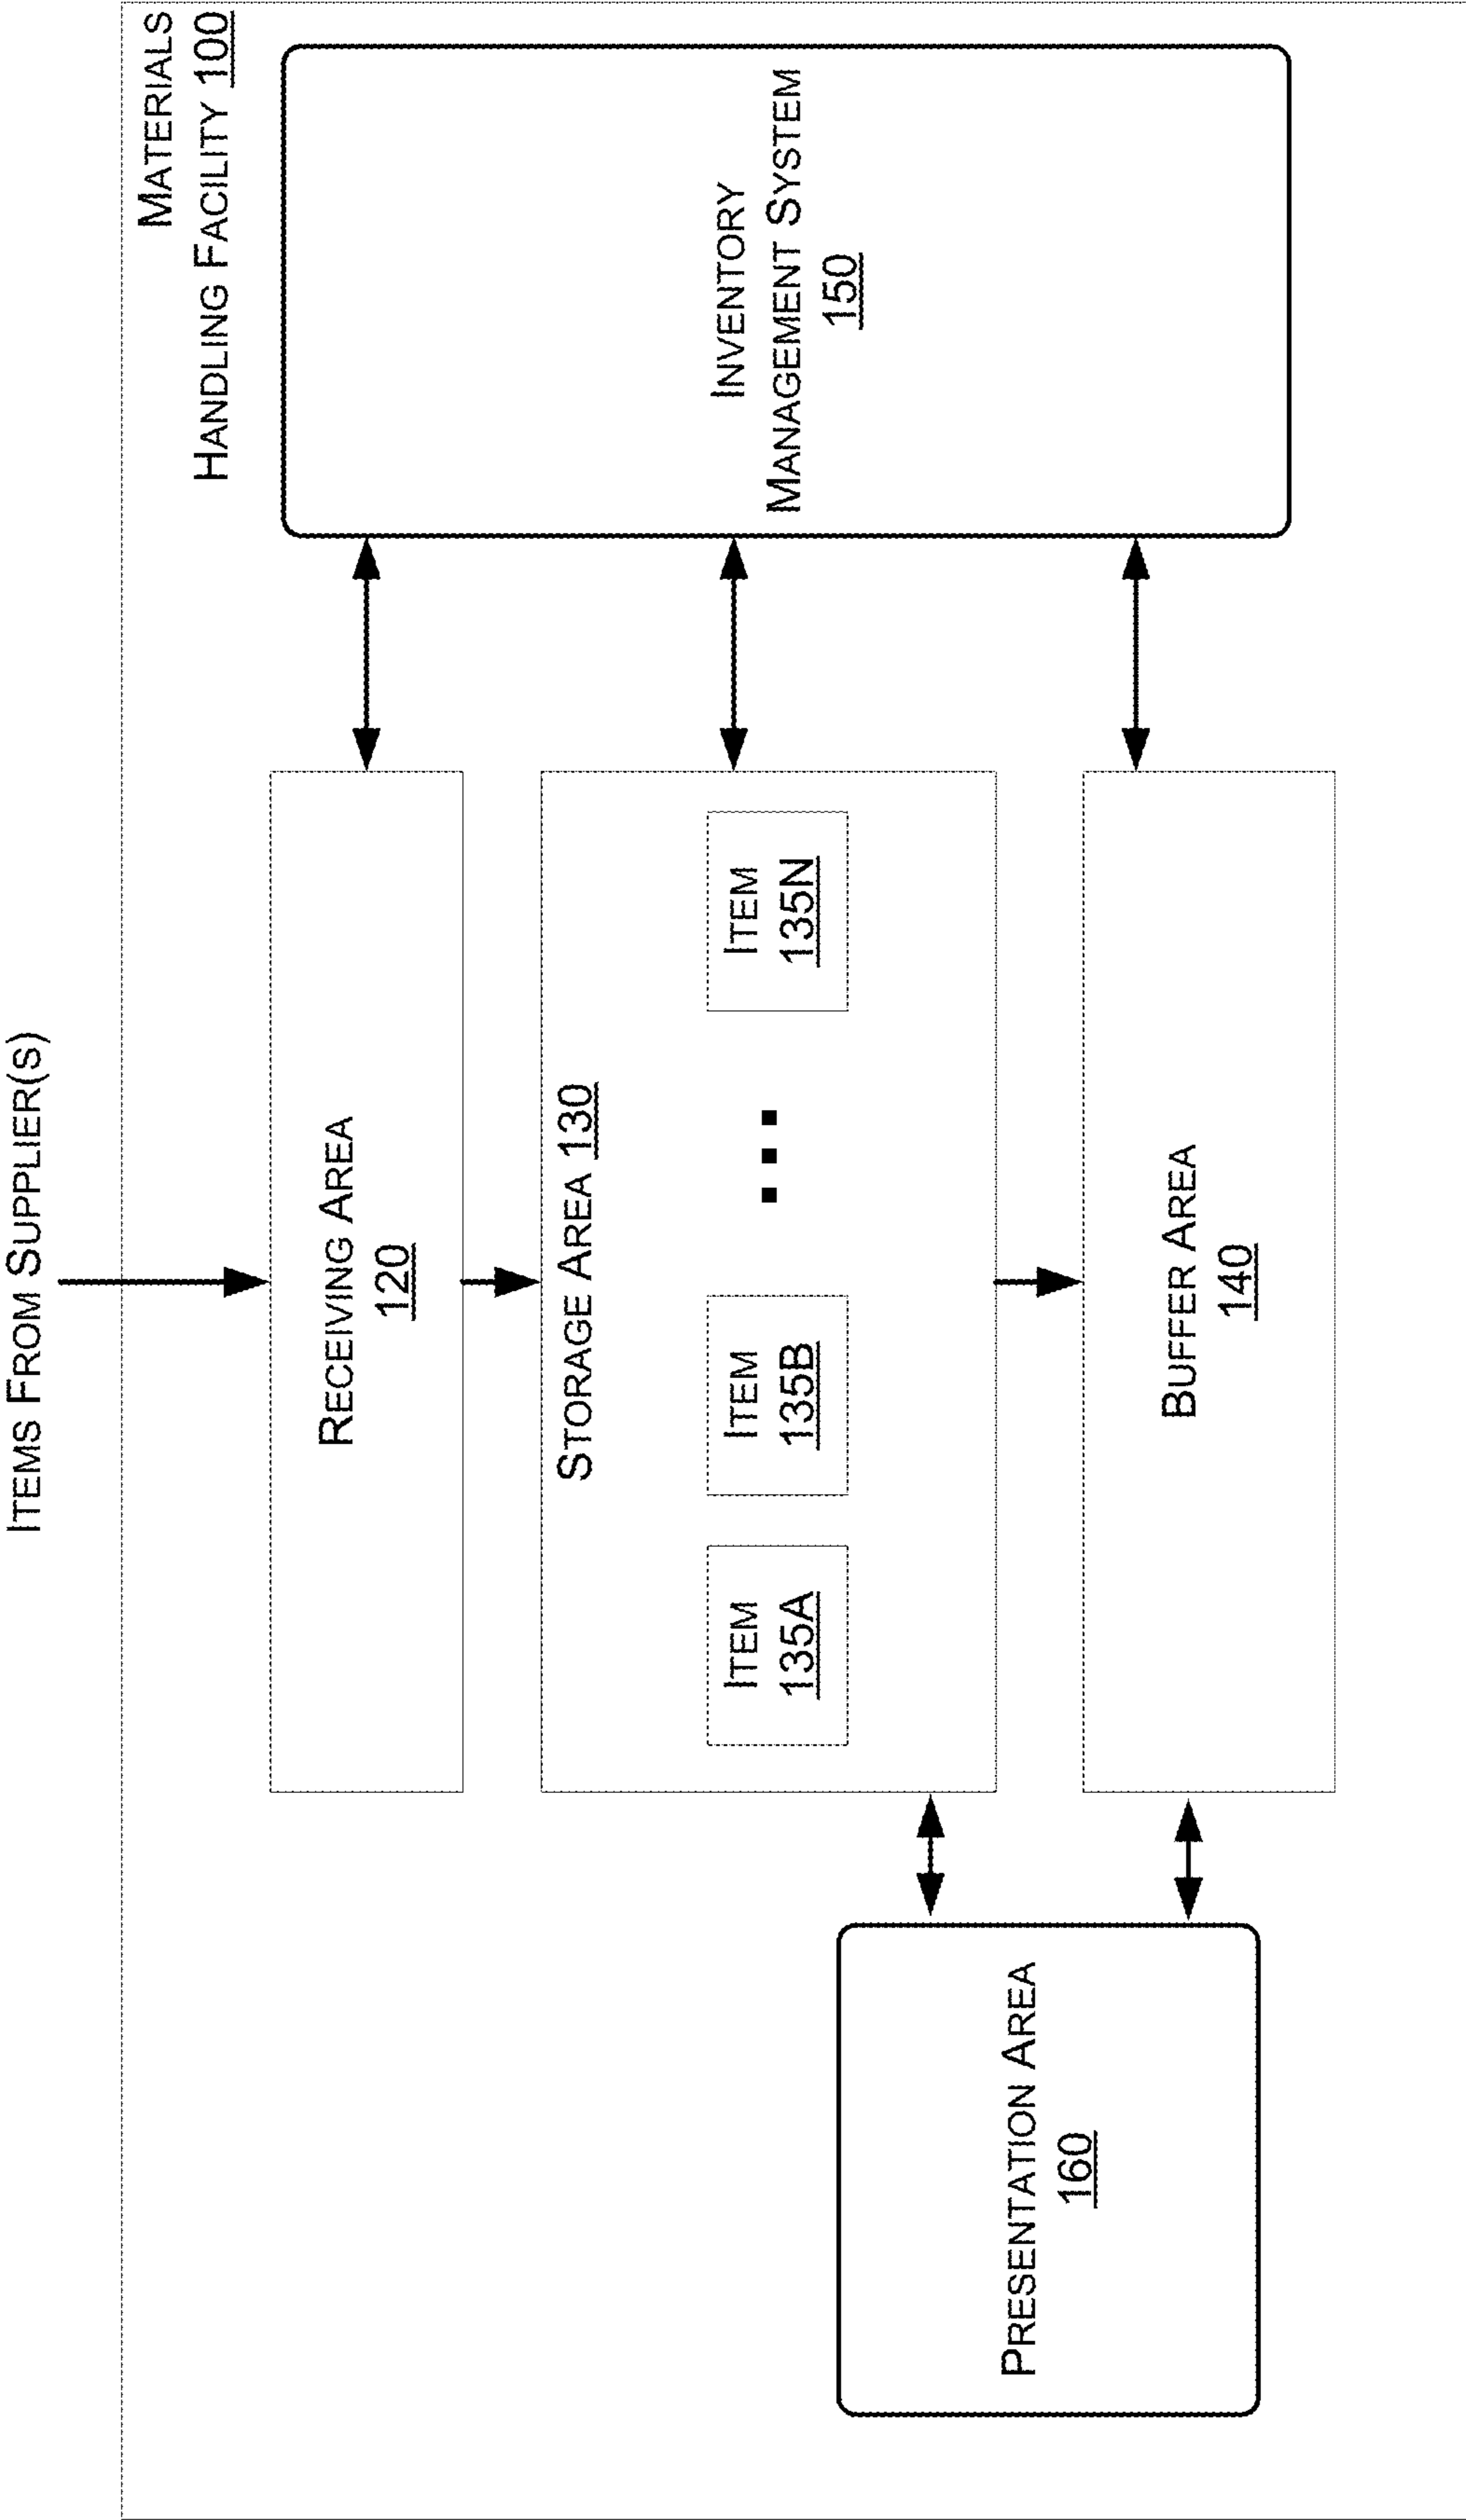 ITEMS FROM SUPPLIER(S)
MATERIALS
HANDLING FACILITY 100
RECEIVING AREA
120
INVENTORY
MANAGEMENT SYSTEM
150
STORAGE AREA 130
ITEM
135A
ITEM
135B
ITEM
135N
PRESENTATION AREA
160
BUFFER AREA
140